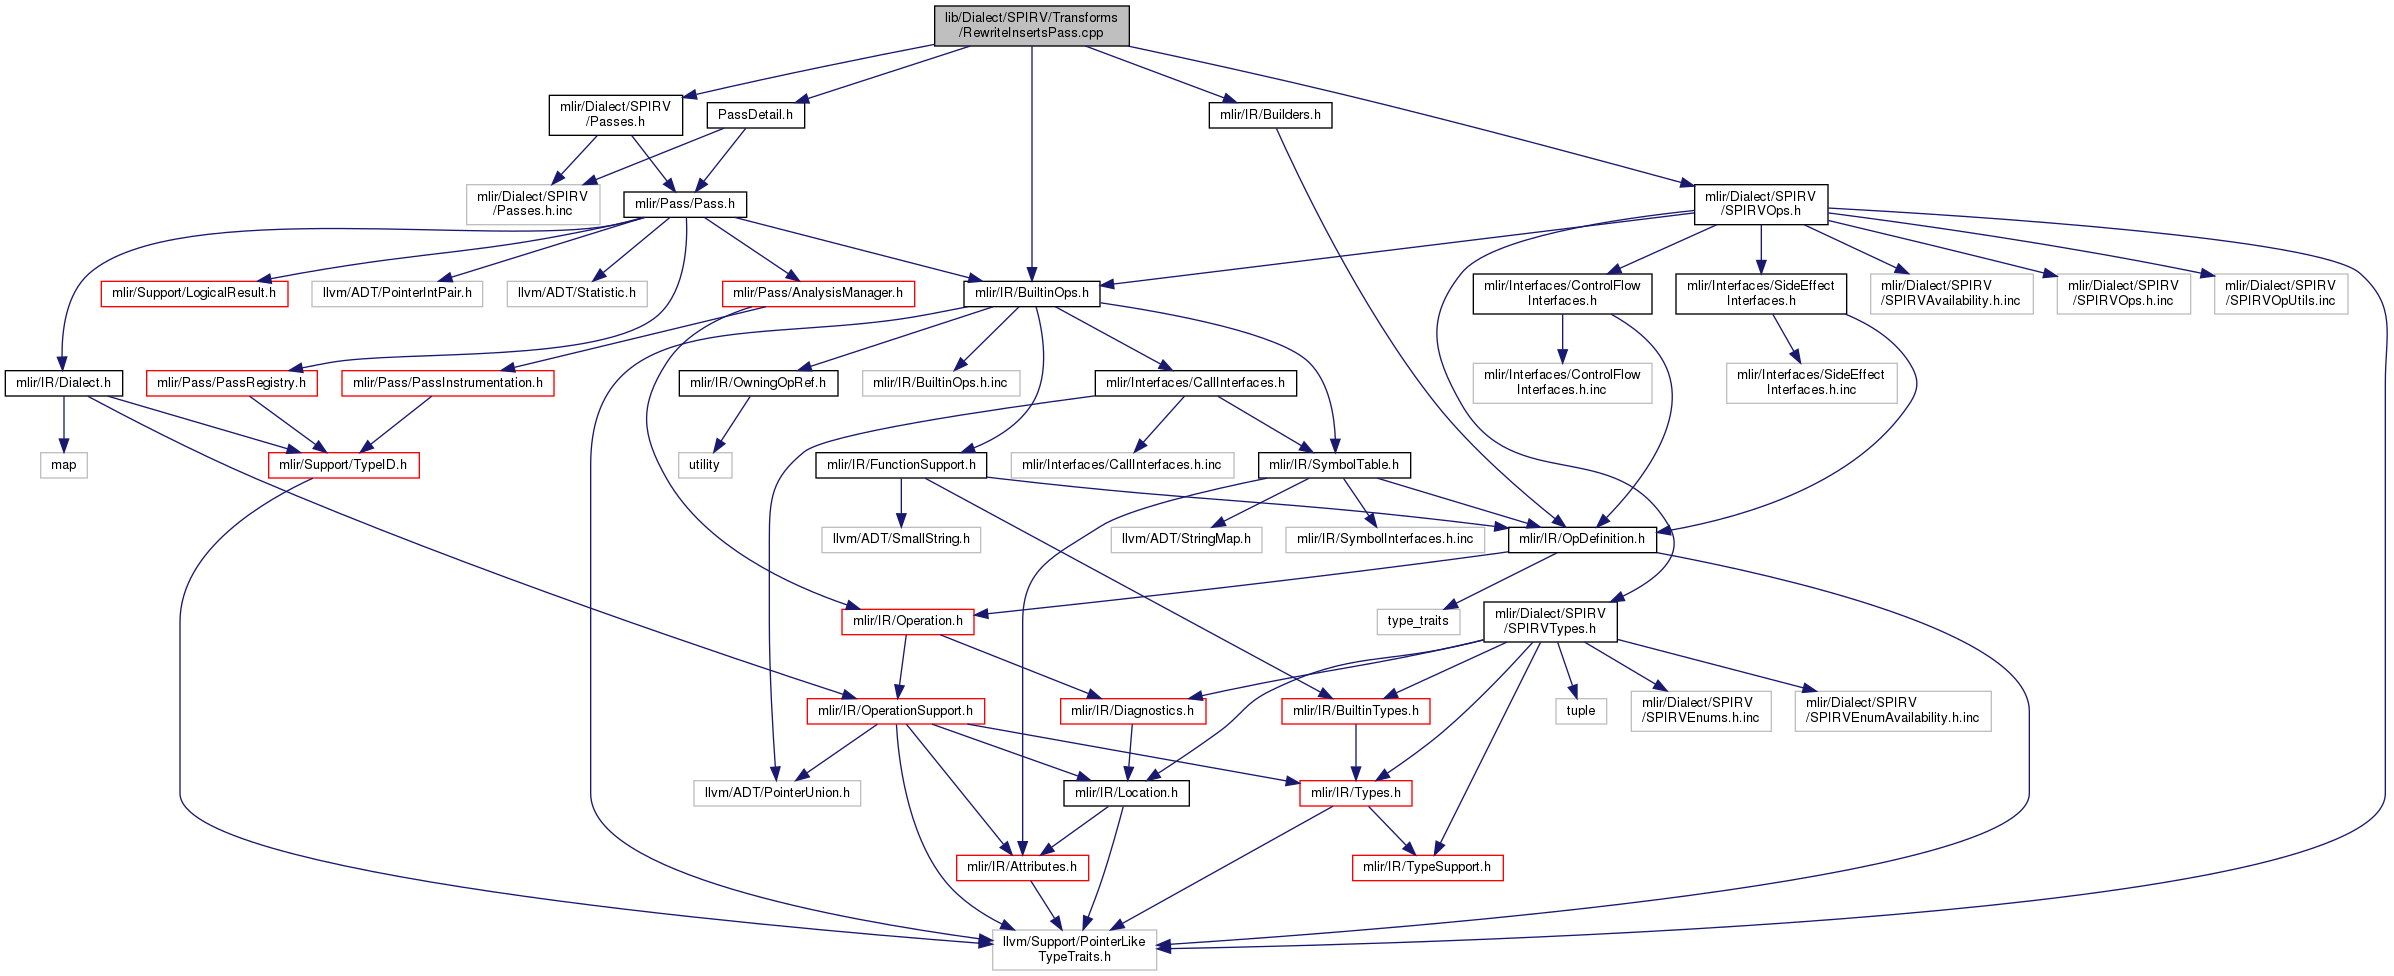 lib/Dialect/SPIRV/Transforms
/RewriteInsertsPass.cpp
mlir/Dialect/SPIRV
/Passes.h
PassDetail.h
mlir/IR/Builders.h
mlir/Dialect/SPIRV
/Passes.h.inc
mlir/Pass/Pass.h
mlir/Dialect/SPIRV
/SPIRVOps.h
mlir/Support/LogicalResult.h
llvm/ADT/PointerIntPair.h
llvm/ADT/Statistic.h
mlir/Pass/AnalysisManager.h
mlir/IR/BuiltinOps.h
mlir/Interfaces/ControlFlow
Interfaces.h
mlir/Interfaces/SideEffect
Interfaces.h
mlir/Dialect/SPIRV
/SPIRVAvailability.h.inc
mlir/Dialect/SPIRV
/SPIRVOps.h.inc
mlir/Dialect/SPIRV
/SPIRVOpUtils.inc
mlir/IR/Dialect.h
mlir/Pass/PassRegistry.h
mlir/Pass/PassInstrumentation.h
mlir/IR/OwningOpRef.h
mlir/IR/BuiltinOps.h.inc
mlir/Interfaces/CallInterfaces.h
mlir/Interfaces/ControlFlow
Interfaces.h.inc
mlir/Interfaces/SideEffect
Interfaces.h.inc
map
mlir/Support/TypeID.h
utility
mlir/IR/FunctionSupport.h
mlir/Interfaces/CallInterfaces.h.inc
mlir/IR/SymbolTable.h
llvm/ADT/SmallString.h
llvm/ADT/StringMap.h
mlir/IR/SymbolInterfaces.h.inc
mlir/IR/OpDefinition.h
mlir/IR/Operation.h
type_traits
mlir/Dialect/SPIRV
/SPIRVTypes.h
mlir/IR/OperationSupport.h
mlir/IR/Diagnostics.h
mlir/IR/BuiltinTypes.h
tuple
mlir/Dialect/SPIRV
/SPIRVEnums.h.inc
mlir/Dialect/SPIRV
/SPIRVEnumAvailability.h.inc
llvm/ADT/PointerUnion.h
mlir/IR/Location.h
mlir/IR/Types.h
mlir/IR/Attributes.h
mlir/IR/TypeSupport.h
llvm/Support/PointerLike
TypeTraits.h